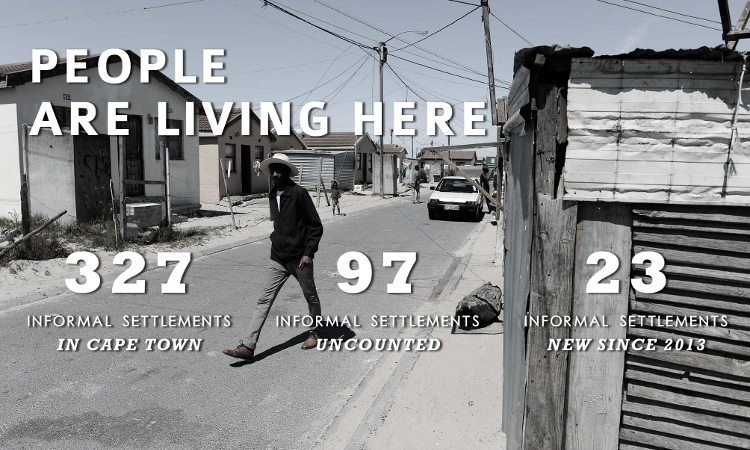 PEOPLE
ARE LIVING HERE
327
INFORMAL SETTLEMENTS
IN CAPE TOWN
97
INFORMAL SETTLEMENTS
UNCOUNTED
23
INFORMAL SETTLEMENTS
NEW SINCE 2013